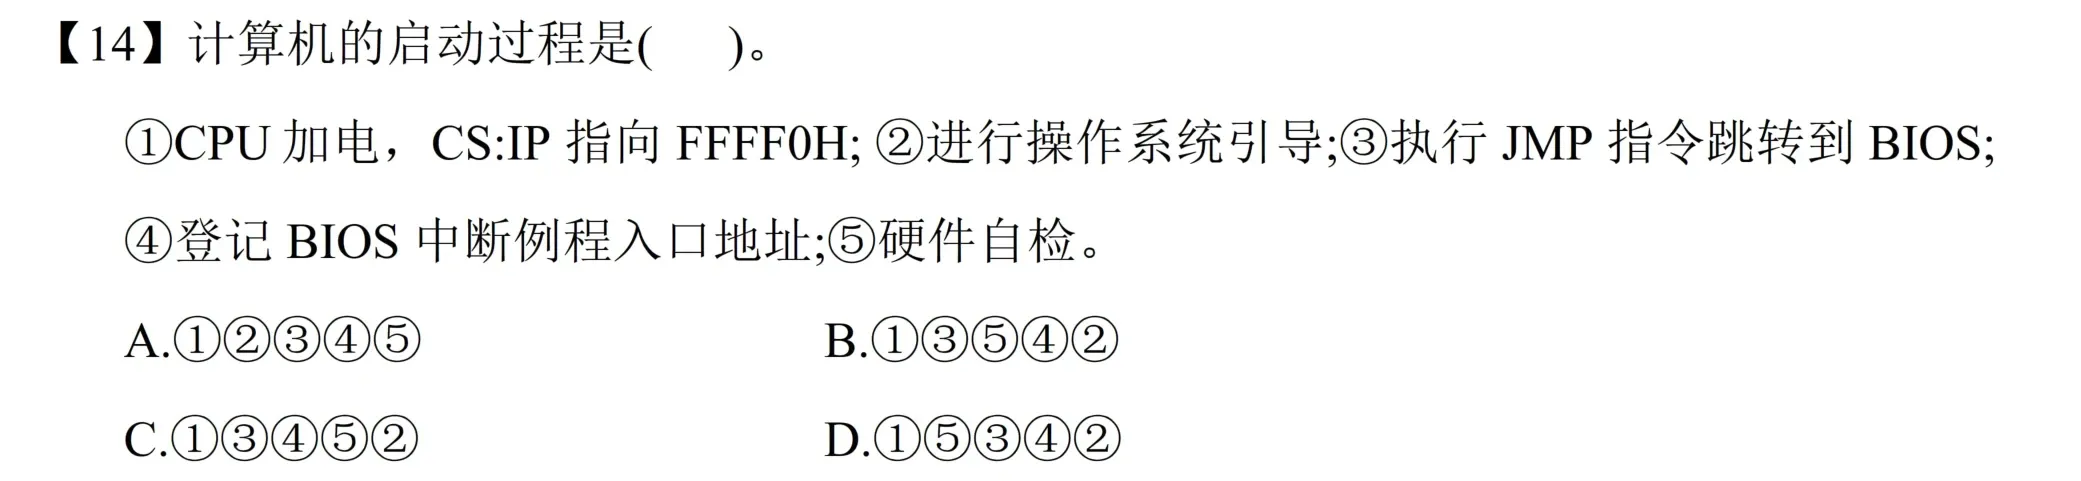 【14】计算机的启动过程是(   )。
①CPU 加电，CS:IP 指向 FFFF0H; ②进行操作系统引导;③执行 JMP 指令跳转到 BIOS;
④登记 BIOS 中断例程入口地址;⑤硬件自检。
A.①②③④⑤ B.①③⑤④②
C.①③④⑤② D.①⑤③④②